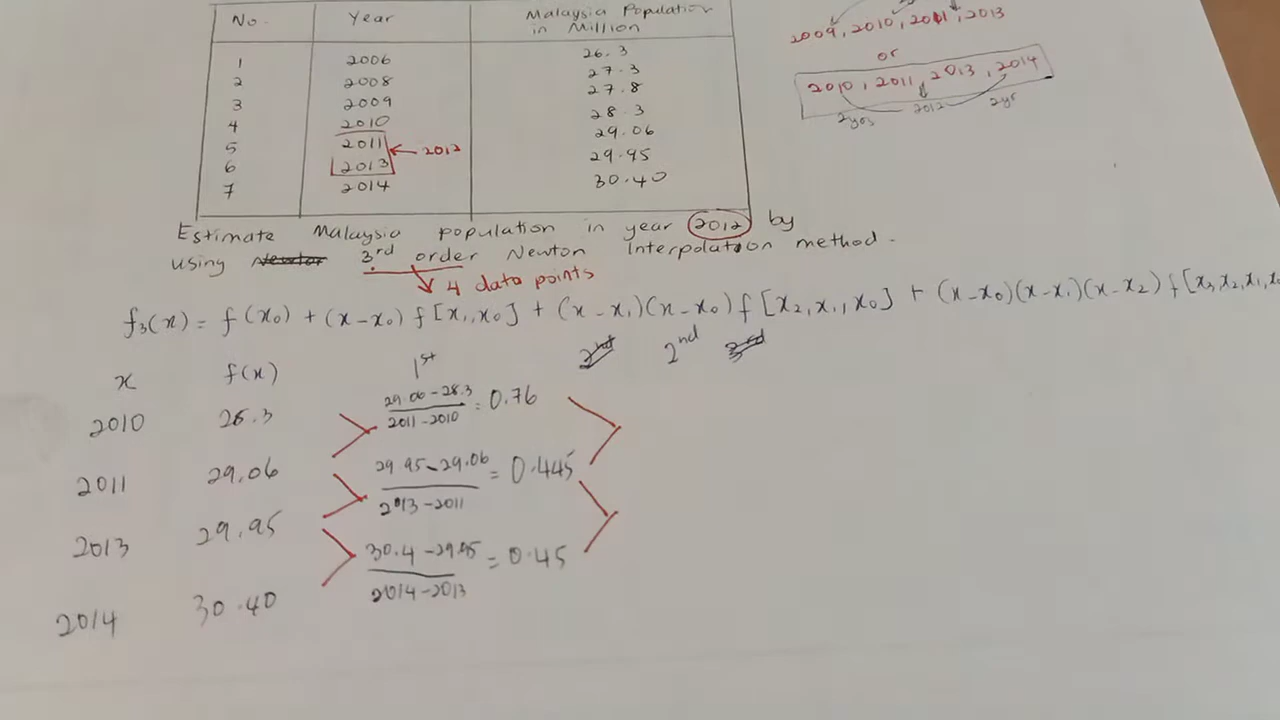 No. Year Malaysia Population in Million
1 2006 26.3
2 2008 27.3
3 2009 27.8
4 2010 28.3
5 2011 29.06
6 2013 29.95
7 2014 30.40
← 2012
2009, 2010, 2011, 2013
or
2010, 2011, 2013, 2014
2yrs 2012 2yr
Estimate Malaysia population in year 2012 by
using Newton 3rd order Newton Interpolation method.
4 data points
f₃(x) = f(x₀) + (x-x₀) f[x₁,x₀] + (x-x₁)(x-x₀) f[x₂,x₁,x₀] + (x-x₀)(x-x₁)(x-x₂) f[x₃,x₂,x₁,x₀
x f(x) 1st 2nd 2nd 3rd
2010 28.3
29.06-28.3 / 2011-2010 = 0.76
2011 29.06
29.95-29.06 / 2013-2011 = 0.445
2013 29.95
30.4-29.95 / 2014-2013 = 0.45
2014 30.40